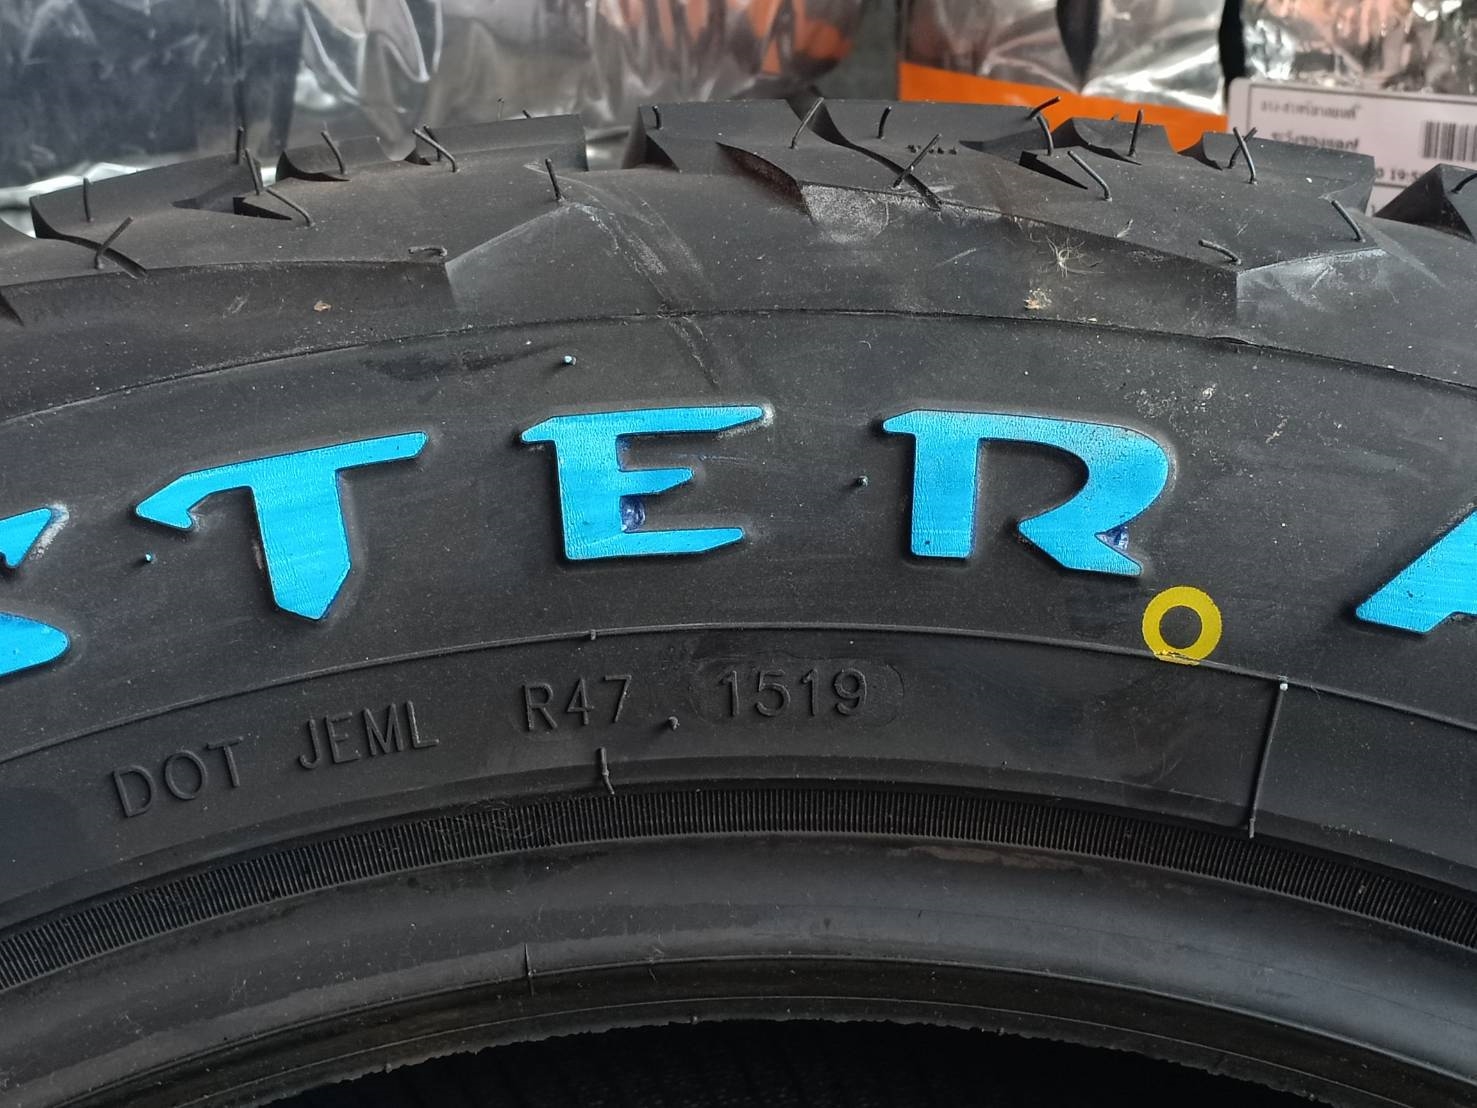 STER A
DOT JEML R47 1519